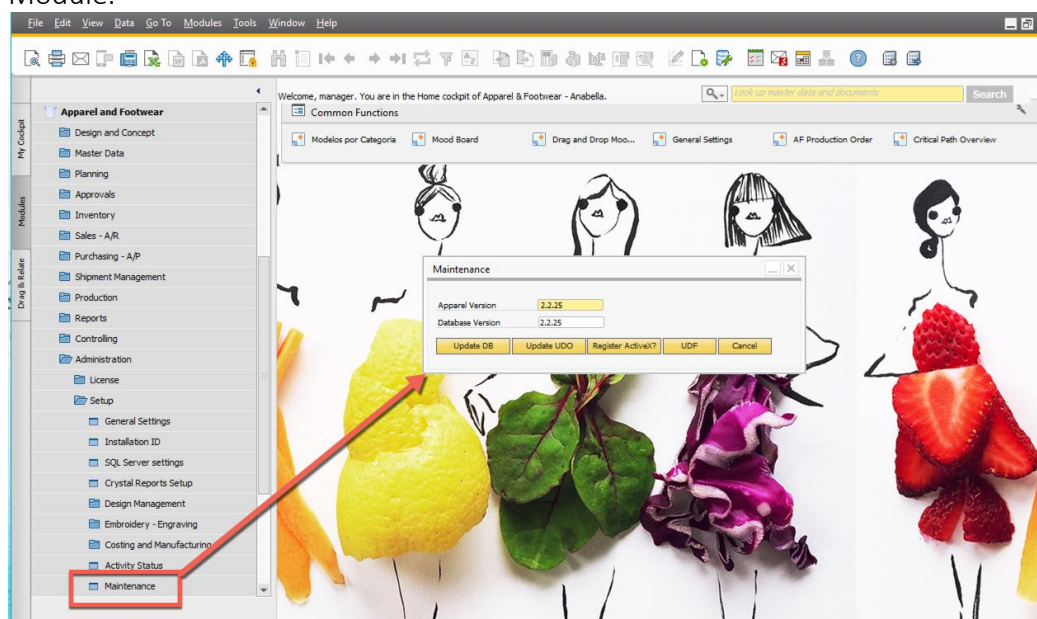 Module.
File Edit View Data Go To Modules Tools Window Help
Welcome, manager. You are in the Home cockpit of Apparel & Footwear - Anabella.
Look up master data and documents
Search
Common Functions
Modelos por Categoria
Mood Board
Drag and Drop Moo...
General Settings
AF Production Order
Critical Path Overview
My Cockpit
Modules
Drag & Relate
Apparel and Footwear
Design and Concept
Master Data
Planning
Approvals
Inventory
Sales - A/R
Purchasing - A/P
Shipment Management
Production
Reports
Controlling
Administration
License
Setup
General Settings
Installation ID
SQL Server settings
Crystal Reports Setup
Design Management
Embroidery - Engraving
Costing and Manufacturing
Activity Status
Maintenance
Maintenance
Apparel Version 2.2.25
Database Version 2.2.25
Update DB Update UDO Register ActiveX? UDF Cancel